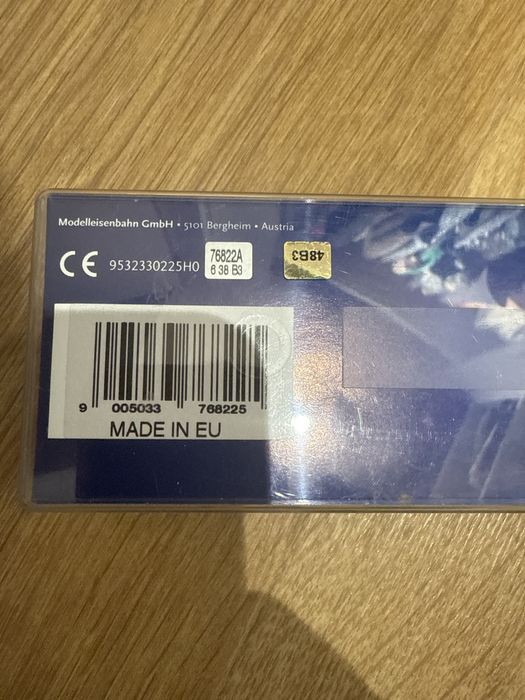 Modelleisenbahn GmbH • 5101 Bergheim • Austria
CE 9532330225H0 76822A
6 38 B3
48B3
9 005033 768225
MADE IN EU